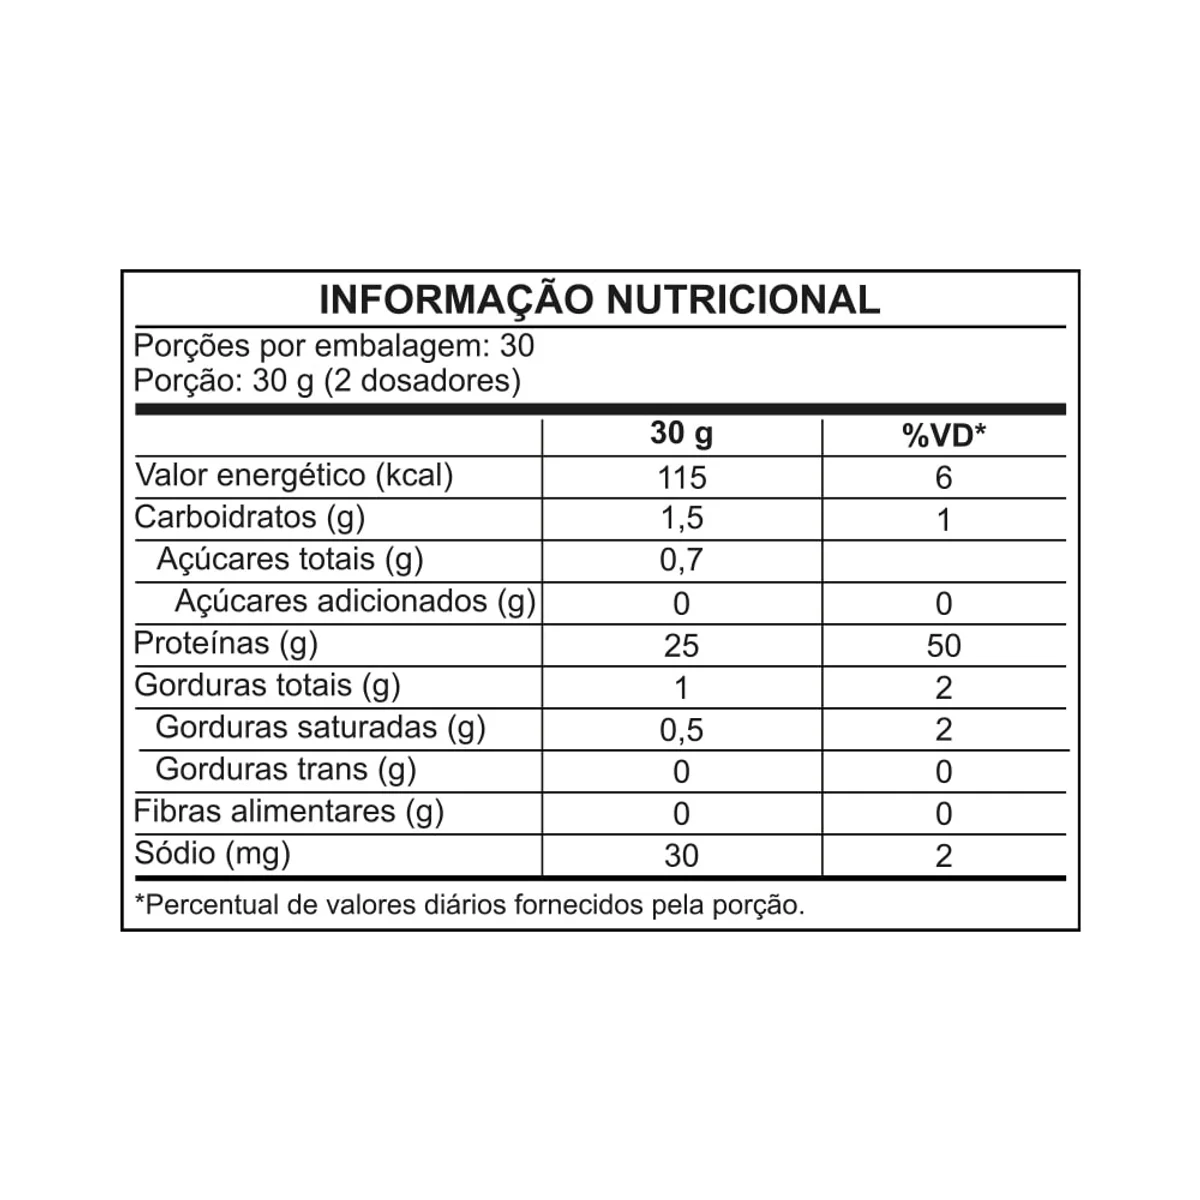 INFORMAÇÃO NUTRICIONAL
Porções por embalagem: 30
Porção: 30 g (2 dosadores)
30 g %VD*
Valor energético (kcal) 115 6
Carboidratos (g) 1,5 1
Açúcares totais (g) 0,7
Açúcares adicionados (g) 0 0
Proteínas (g) 25 50
Gorduras totais (g) 1 2
Gorduras saturadas (g) 0,5 2
Gorduras trans (g) 0 0
Fibras alimentares (g) 0 0
Sódio (mg) 30 2
*Percentual de valores diários fornecidos pela porção.